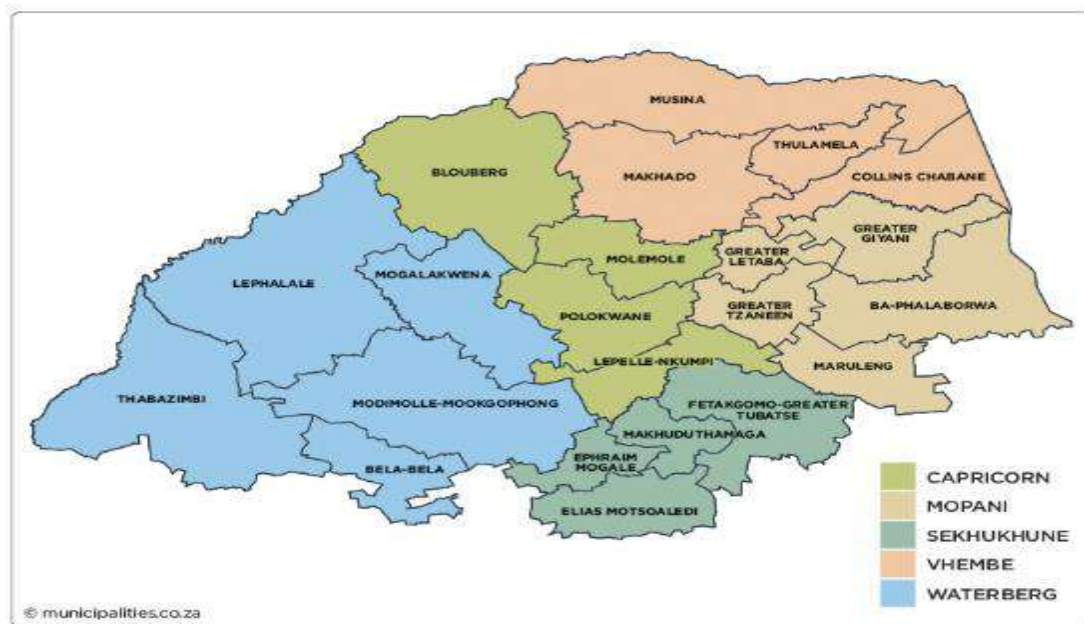 MUSINA
THULAMELA
BLOUBERG
MAKHADO
COLLINS CHABANE
GREATER
GIYANI
MOLEMOLE
GREATER
LETABA
MOGALAKWENA
LEPHALALE
BA-PHALABORWA
POLOKWANE
GREATER
TZANEEN
LEPELLE-NKUMPI
MARULENG
THABAZIMBI
MODIMOLLE-MOOKGOPHONG
FETAKGOMO-GREATER
TUBATSE
MAKHUDUTHAMAGA
EPHRAIM
MOGALE
BELA-BELA
ELIAS MOTSOALEDI
CAPRICORN
MOPANI
SEKHUKHUNE
VHEMBE
WATERBERG
© municipalities.co.za